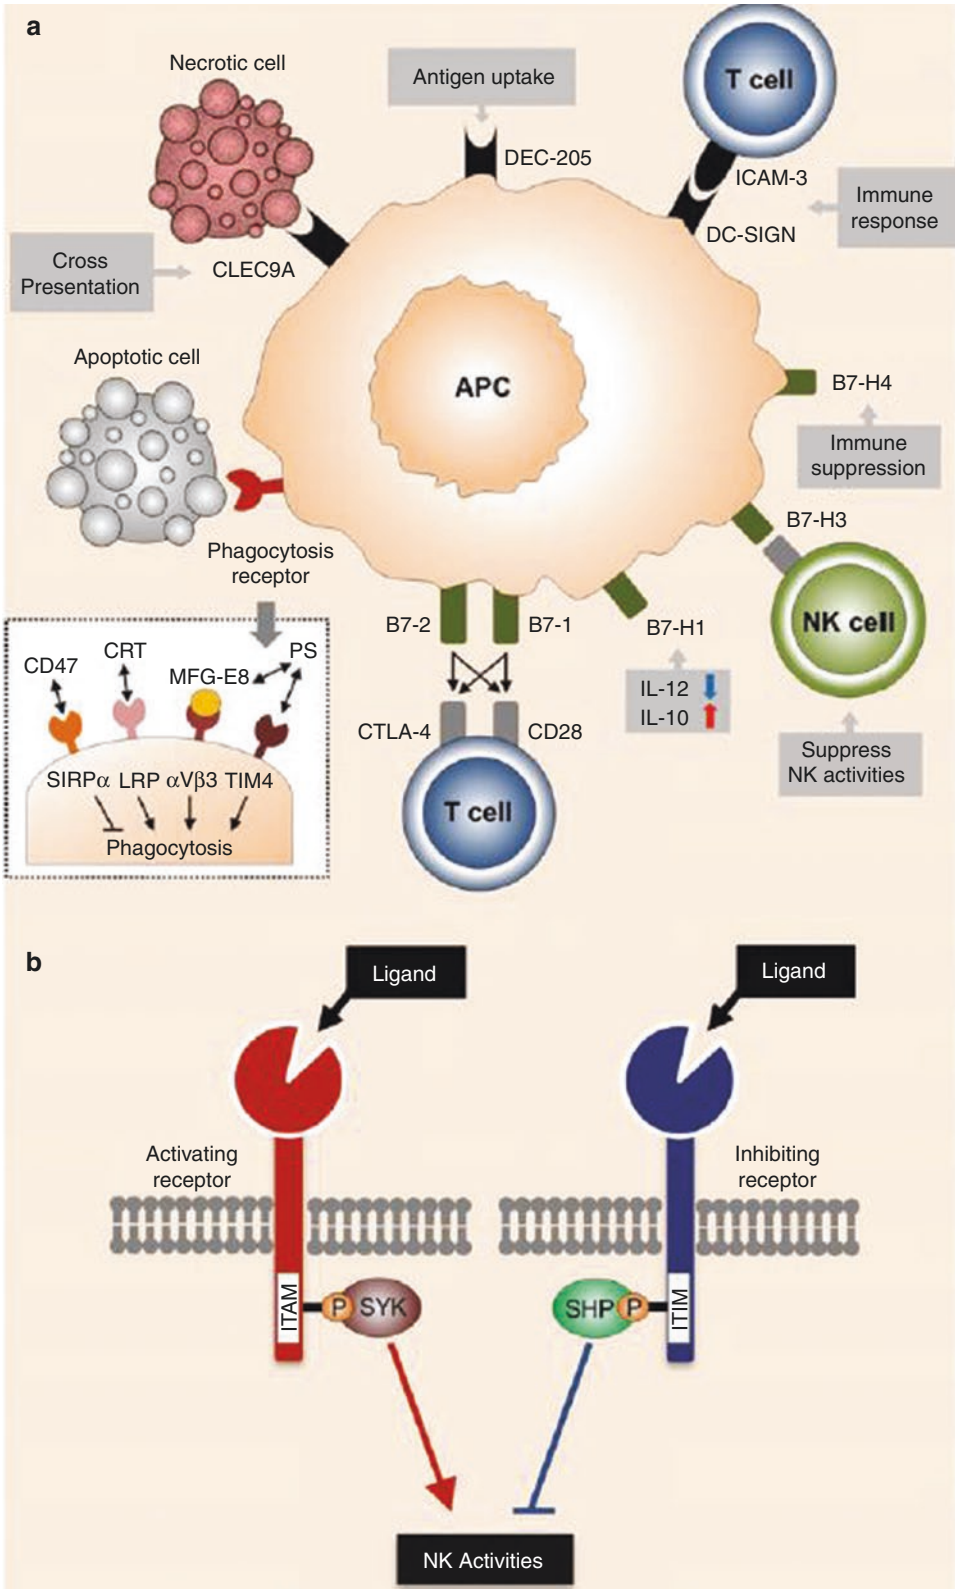 a
Necrotic cell
Antigen uptake
T cell
DEC-205
ICAM-3
Immune
response
DC-SIGN
Cross
Presentation
CLEC9A
Apoptotic cell
APC
B7-H4
Immune
suppression
B7-H3
Phagocytosis
receptor
NK cell
B7-2
B7-1
B7-H1
CD47
CRT
MFG-E8
PS
IL-12
IL-10
CTLA-4
CD28
Suppress
NK activities
SIRPα LRP αVβ3 TIM4
T cell
Phagocytosis
b
Ligand
Ligand
Activating
receptor
Inhibiting
receptor
ITAM
P
SYK
SHP
P
ITIM
NK Activities